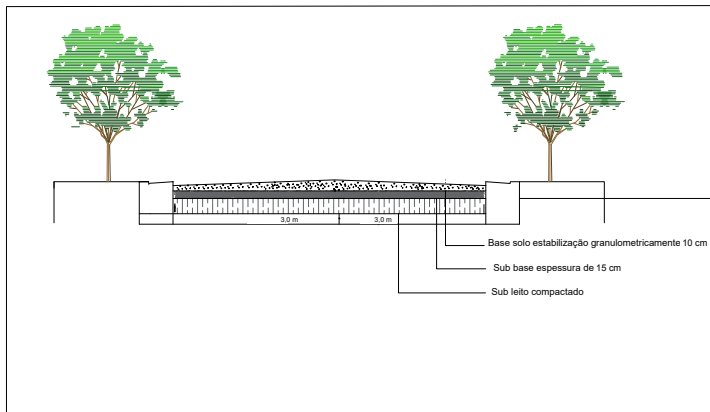 3,0 m 3,0 m
Base solo estabilização granulometricamente 10 cm
Sub base espessura de 15 cm
Sub leito compactado